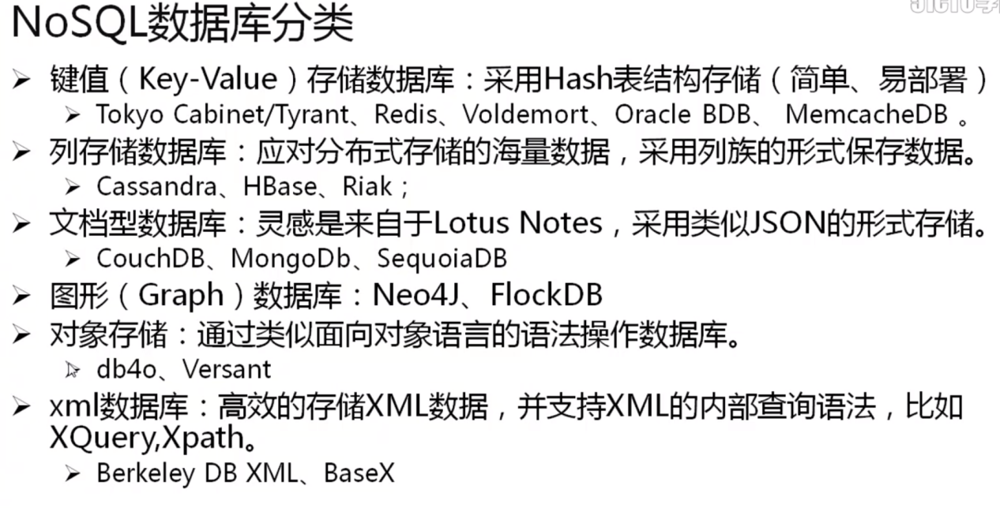 NoSQL数据库分类
键值（Key-Value）存储数据库：采用Hash表结构存储（简单、易部署）
Tokyo Cabinet/Tyrant、Redis、Voldemort、Oracle BDB、 MemcacheDB 。
列存储数据库：应对分布式存储的海量数据，采用列族的形式保存数据。
Cassandra、HBase、Riak；
文档型数据库：灵感是来自于Lotus Notes，采用类似JSON的形式存储。
CouchDB、MongoDb、SequoiaDB
图形（Graph）数据库：Neo4J、FlockDB
对象存储：通过类似面向对象语言的语法操作数据库。
db4o、Versant
xml数据库：高效的存储XML数据，并支持XML的内部查询语法，比如
XQuery,Xpath。
Berkeley DB XML、BaseX